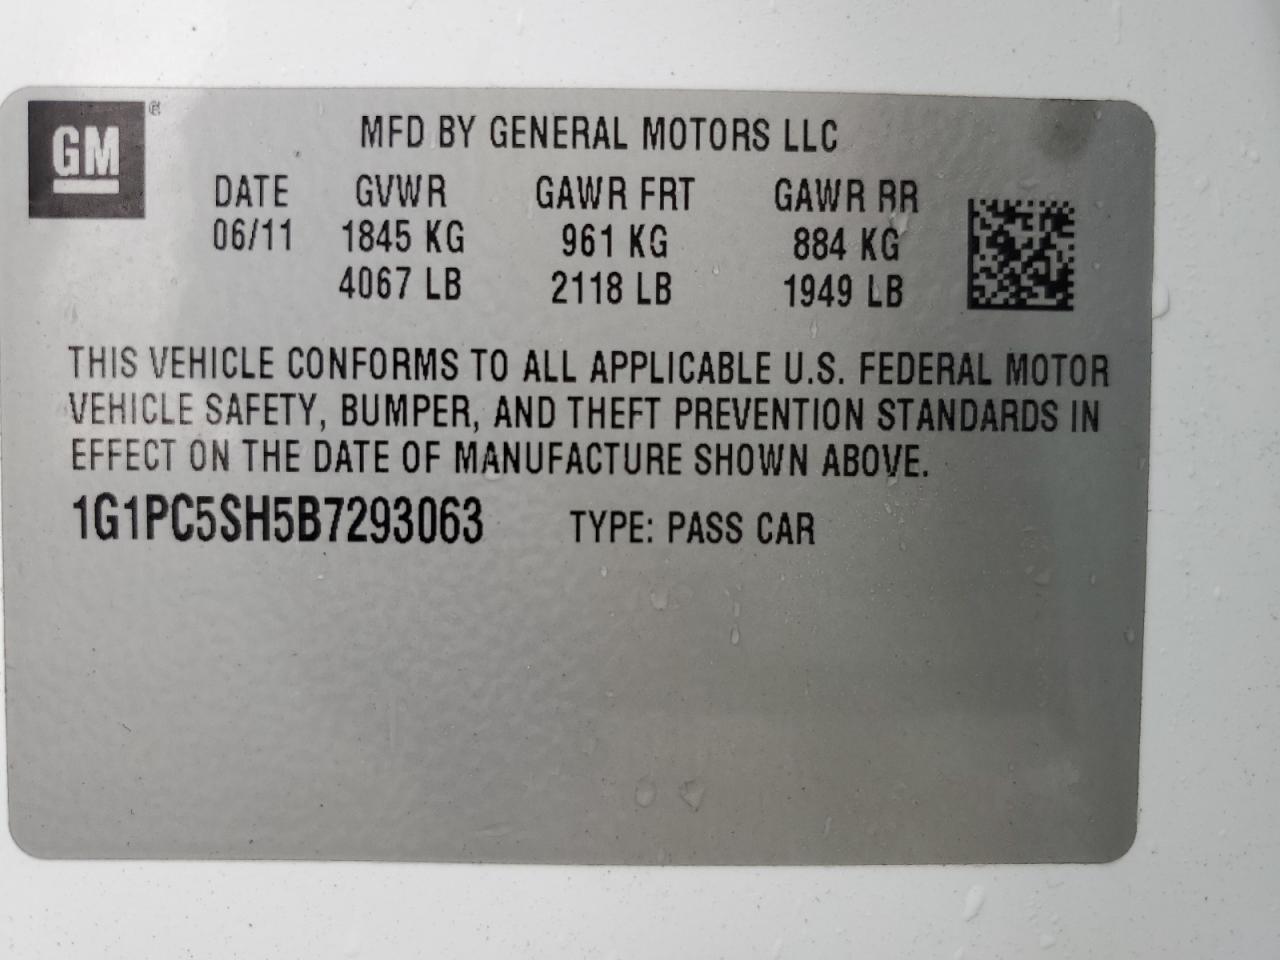 GM ®
MFD BY GENERAL MOTORS LLC
DATE GVWR GAWR FRT GAWR RR
06/11 1845 KG 961 KG 884 KG
4067 LB 2118 LB 1949 LB
THIS VEHICLE CONFORMS TO ALL APPLICABLE U.S. FEDERAL MOTOR
VEHICLE SAFETY, BUMPER, AND THEFT PREVENTION STANDARDS IN
EFFECT ON THE DATE OF MANUFACTURE SHOWN ABOVE.
1G1PC5SH5B7293063 TYPE: PASS CAR